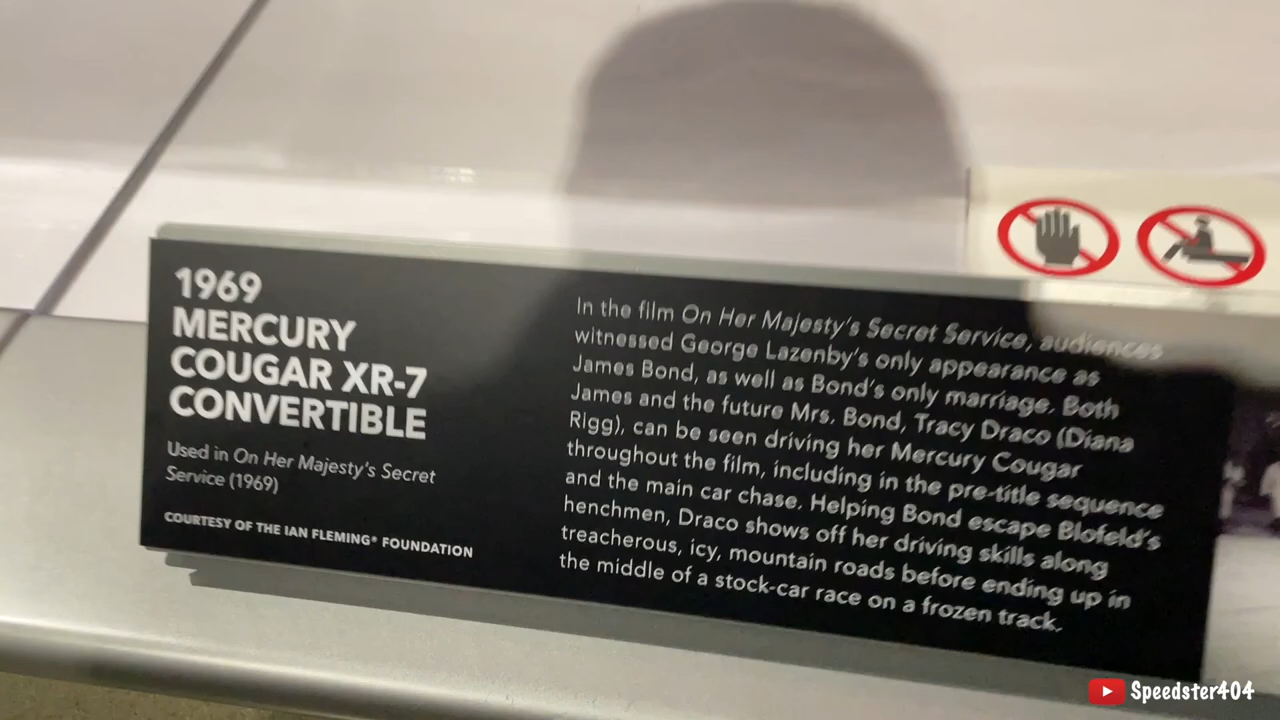 1969
MERCURY
COUGAR XR-7
CONVERTIBLE
Used in On Her Majesty's Secret
Service (1969)
COURTESY OF THE IAN FLEMING® FOUNDATION
In the film On Her Majesty's Secret Service, audiences
witnessed George Lazenby's only appearance as
James Bond, as well as Bond's only marriage. Both
James and the future Mrs. Bond, Tracy Draco (Diana
Rigg), can be seen driving her Mercury Cougar
throughout the film, including in the pre-title sequence
and the main car chase. Helping Bond escape Blofeld's
henchmen, Draco shows off her driving skills along
treacherous, icy, mountain roads before ending up in
the middle of a stock-car race on a frozen track.
Speedster404